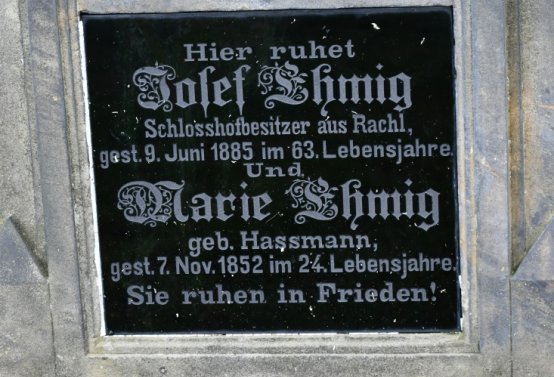 Hier ruhet
Josef Ehmig
Schlosshofbesitzer aus Rachl,
gest. 9. Juni 1885 im 63. Lebensjahre.
Und
Marie Ehmig
geb. Hassmann,
gest. 7. Nov. 1852 im 24. Lebensjahre.
Sie ruhen in Frieden!